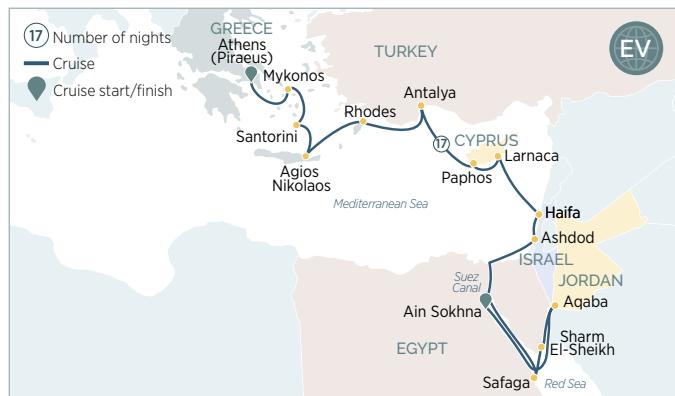 17 Number of nights
Cruise
Cruise start/finish
EV
GREECE
Athens
(Piraeus)
Mykonos
TURKEY
Antalya
Rhodes
Santorini
Agios
Nikolaos
17
CYPRUS
Larnaca
Paphos
Mediterranean Sea
Haifa
Ashdod
ISRAEL
Suez
Canal
JORDAN
Ain Sokhna
Aqaba
Sharm
El-Sheikh
EGYPT
Safaga
Red Sea